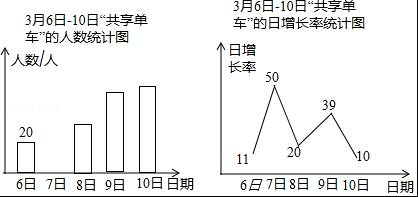 3月6日-10日“共享单
车”的人数统计图
人数/人
20
6日 7日 8日 9日 10日 日期
3月6日-10日“共享单
车”的日增长率统计图
日增
长率
50
39
11
20
10
6日 7日 8日 9日 10日 日期